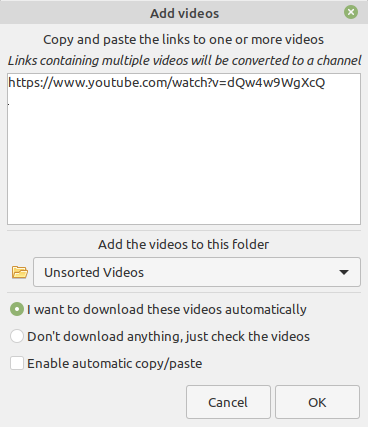 Add videos
Copy and paste the links to one or more videos
Links containing multiple videos will be converted to a channel
https://www.youtube.com/watch?v=dQw4w9WgXcQ
Add the videos to this folder
Unsorted Videos
I want to download these videos automatically
Don't download anything, just check the videos
Enable automatic copy/paste
Cancel
OK